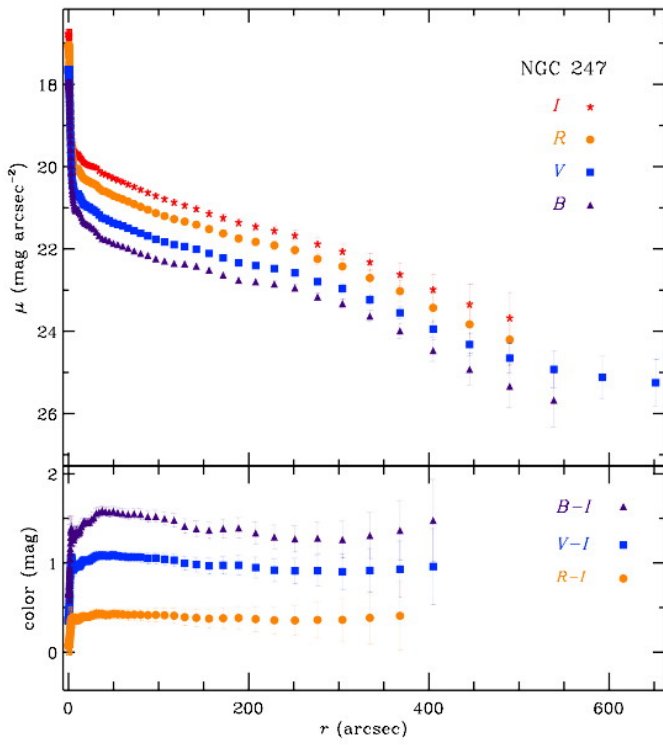 NGC 247
I
R
V
B
18
20
22
24
26
μ (mag arcsec⁻²)
2
1
0
color (mag)
B-I
V-I
R-I
0 200 400 600
r (arcsec)